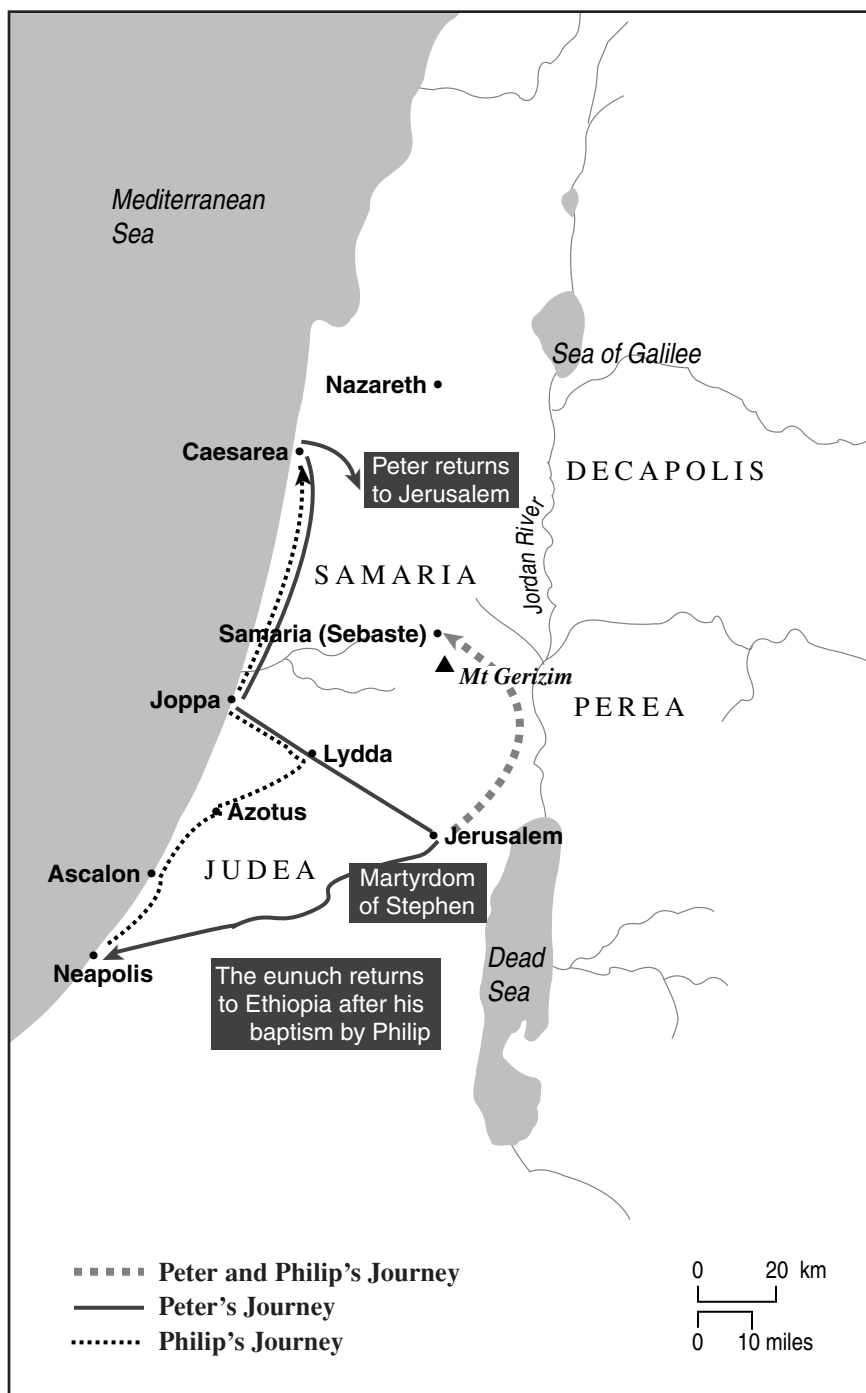 Mediterranean
Sea
Sea of Galilee
Nazareth
Caesarea
Peter returns
to Jerusalem
DECAPOLIS
Jordan River
SAMARIA
Samaria (Sebaste)
Mt Gerizim
Joppa
PEREA
Lydda
Azotus
Jerusalem
Ascalon
JUDEA
Martyrdom
of Stephen
Neapolis
The eunuch returns
to Ethiopia after his
baptism by Philip
Dead
Sea
Peter and Philip's Journey
Peter's Journey
Philip's Journey
0 20 km
0 10 miles